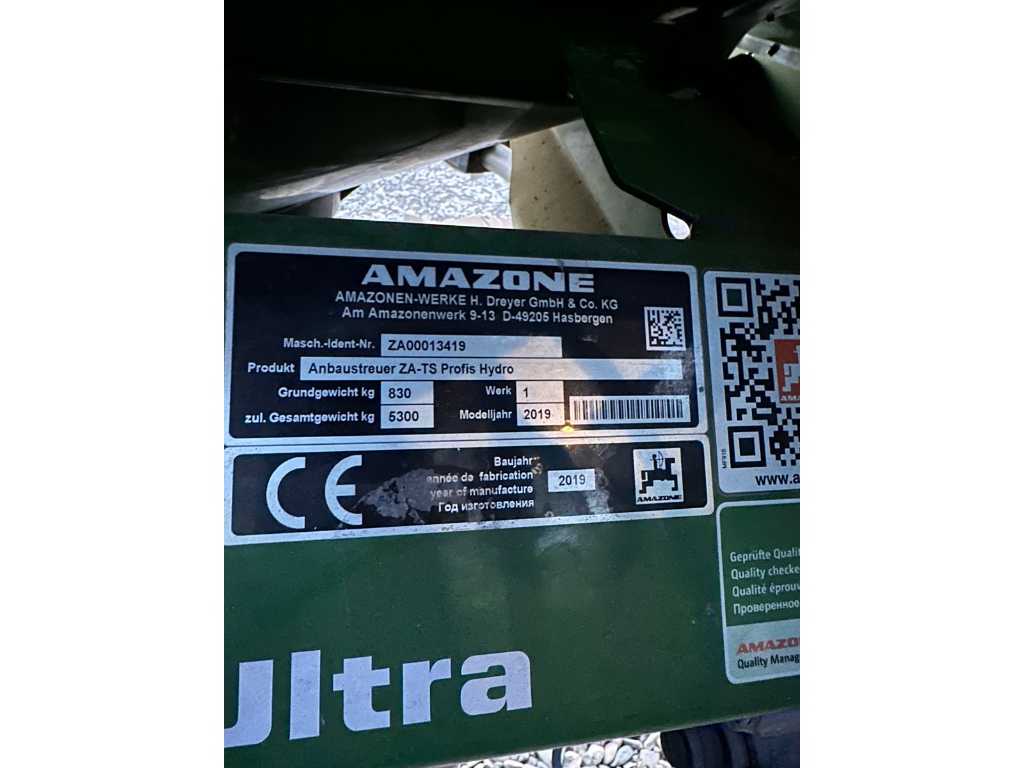 AMAZONE
AMAZONEN-WERKE H. Dreyer GmbH & Co. KG
Am Amazonenwerk 9-13 D-49205 Hasbergen
Masch.-Ident-Nr. ZA00013419
Produkt Anbaustreuer ZA-TS Profis Hydro
Grundgewicht kg 830 Werk 1
zul. Gesamtgewicht kg 5300 Modelljahr 2019
CE
Baujahr
année de fabrication
year of manufacture
Год изготовления
2019
AMAZONE
MF918
AMA
www.a
Geprüfte Qualit
Quality checke
Qualité éprouv
Проверенное
AMAZO
Quality Manag
Ultra